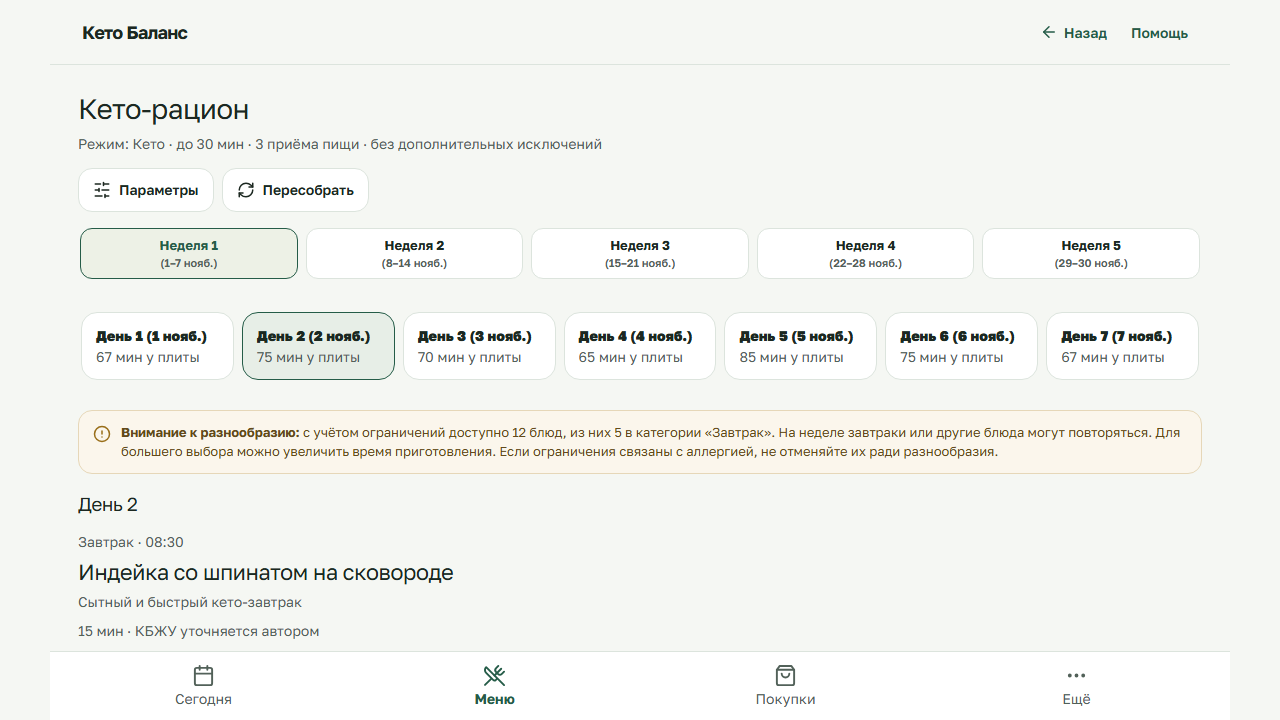 Кето Баланс
Назад
Помощь
Кето-рацион
Режим: Кето · до 30 мин · 3 приёма пищи · без дополнительных исключений
Параметры
Пересобрать
Неделя 1
(1–7 нояб.)
Неделя 2
(8–14 нояб.)
Неделя 3
(15–21 нояб.)
Неделя 4
(22–28 нояб.)
Неделя 5
(29–30 нояб.)
День 1 (1 нояб.)
67 мин у плиты
День 2 (2 нояб.)
75 мин у плиты
День 3 (3 нояб.)
70 мин у плиты
День 4 (4 нояб.)
65 мин у плиты
День 5 (5 нояб.)
85 мин у плиты
День 6 (6 нояб.)
75 мин у плиты
День 7 (7 нояб.)
67 мин у плиты
Внимание к разнообразию: с учётом ограничений доступно 12 блюд, из них 5 в категории «Завтрак». На неделе завтраки или другие блюда могут повторяться. Для
большего выбора можно увеличить время приготовления. Если ограничения связаны с аллергией, не отменяйте их ради разнообразия.
День 2
Завтрак · 08:30
Индейка со шпинатом на сковороде
Сытный и быстрый кето-завтрак
15 мин · КБЖУ уточняется автором
Сегодня
Меню
Покупки
Ещё